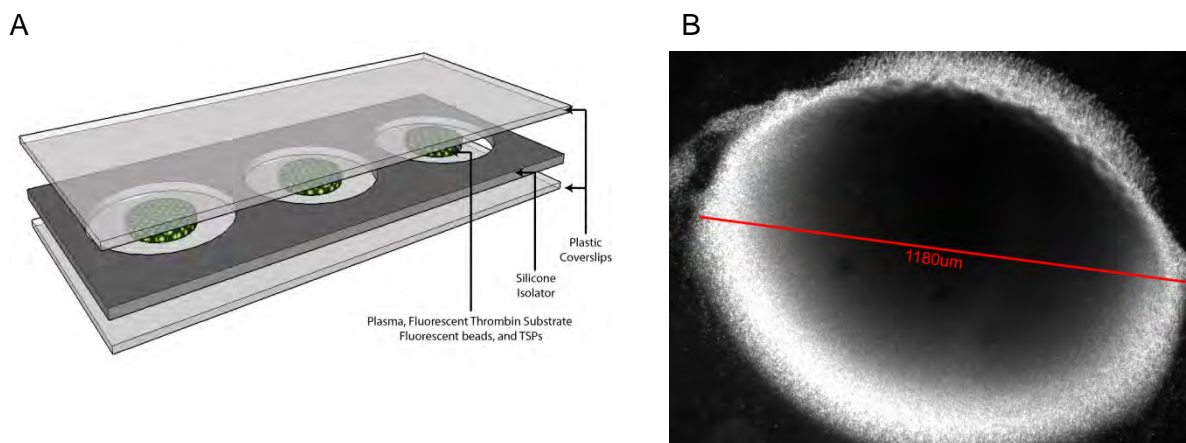 A
B
Plastic
Coverslips
Silicone
Isolator
Plasma, Fluorescent Thrombin Substrate
Fluorescent beads, and TSPs
1180um